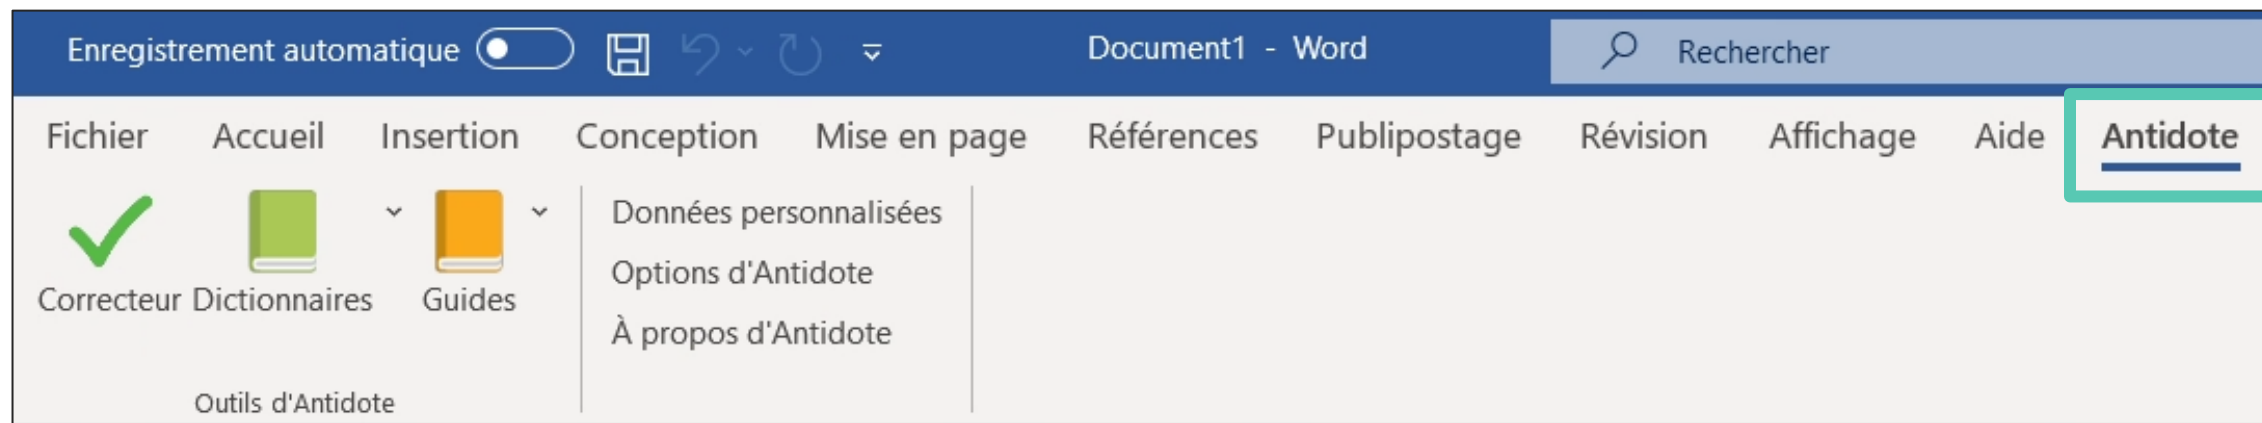 Enregistrement automatique
Document1 - Word
Rechercher
Fichier Accueil Insertion Conception Mise en page Références Publipostage Révision Affichage Aide Antidote
Correcteur Dictionnaires Guides
Outils d'Antidote
Données personnalisées
Options d'Antidote
À propos d'Antidote